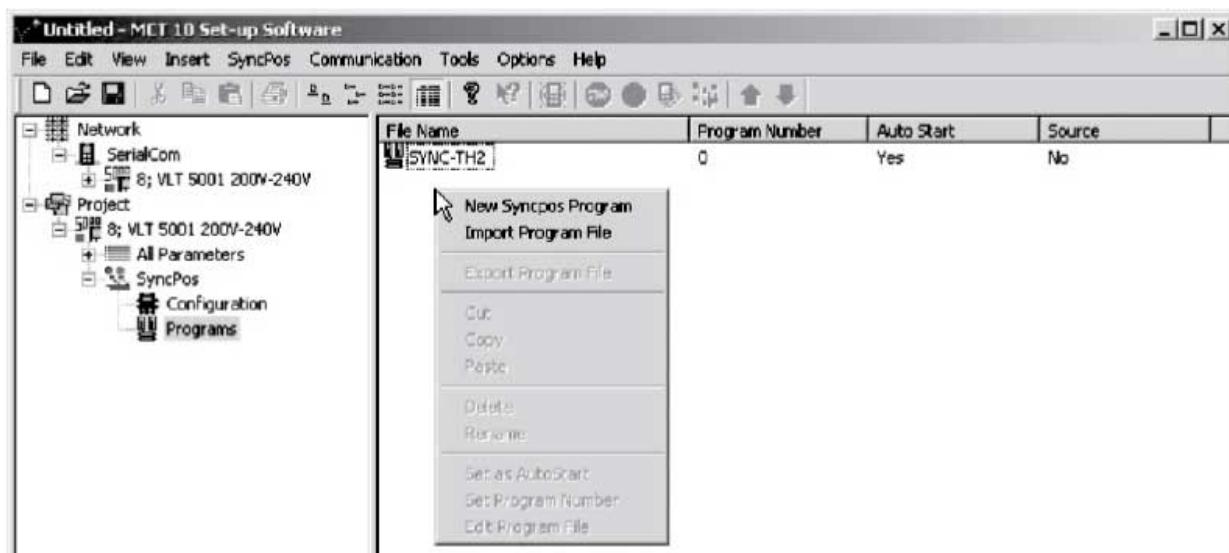 Untitled - MCT 10 Set-up Software
File Edit View Insert SyncPos Communication Tools Options Help
Network
SerialCom
8; VLT 5001 200V-240V
Project
8; VLT 5001 200V-240V
All Parameters
SyncPos
Configuration
Programs
File Name Program Number Auto Start Source
SYNC-TH2 0 Yes No
New Syncpos Program
Import Program File
Export Program File
Cut
Copy
Paste
Delete
Rename
Set as AutoStart
Set Program Number
Edit Program File